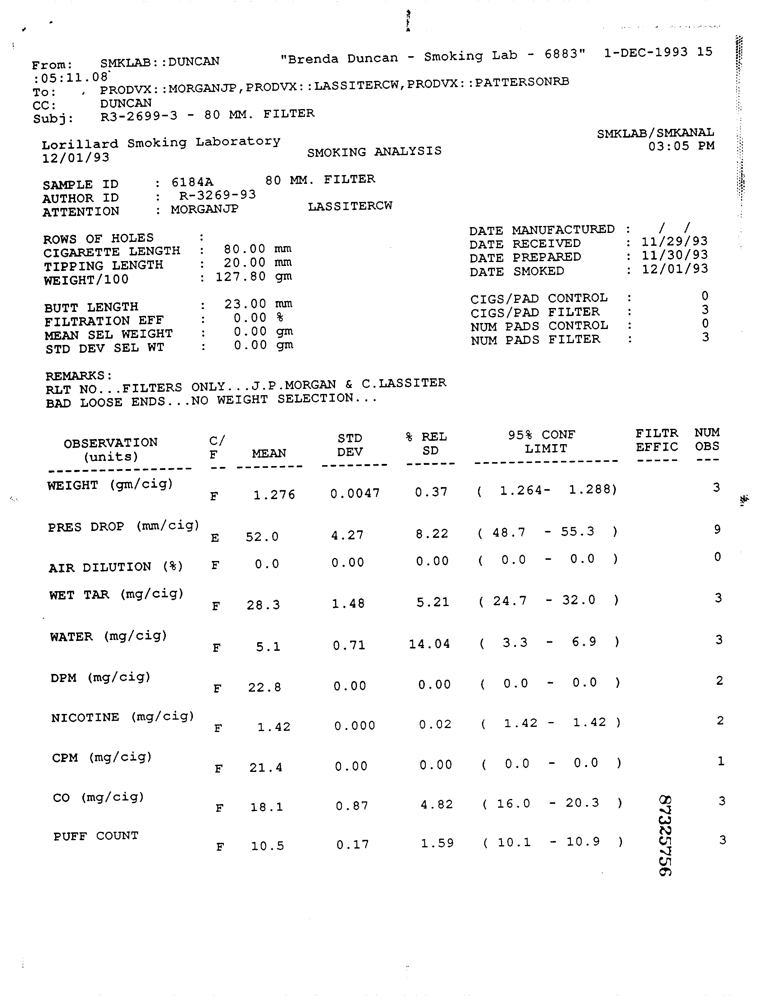 From: SMKLAB::DUNCAN "Brenda Duncan - Smoking Lab - 6883" 1-DEC-1993 15
:05:11.08
To: , PRODVX::MORGANJP,PRODVX::LASSITERCW,PRODVX::PATTERSONRB
CC: DUNCAN
Subj: R3-2699-3 - 80 MM. FILTER
Lorillard Smoking Laboratory SMKLAB/SMKANAL
12/01/93 SMOKING ANALYSIS 03:05 PM
SAMPLE ID : 6184A 80 MM. FILTER
AUTHOR ID : R-3269-93
ATTENTION : MORGANJP LASSITERCW
ROWS OF HOLES : DATE MANUFACTURED : / /
CIGARETTE LENGTH : 80.00 mm DATE RECEIVED : 11/29/93
TIPPING LENGTH : 20.00 mm DATE PREPARED : 11/30/93
WEIGHT/100 : 127.80 gm DATE SMOKED : 12/01/93
BUTT LENGTH : 23.00 mm CIGS/PAD CONTROL : 0
FILTRATION EFF : 0.00 % CIGS/PAD FILTER : 3
MEAN SEL WEIGHT : 0.00 gm NUM PADS CONTROL : 0
STD DEV SEL WT : 0.00 gm NUM PADS FILTER : 3
REMARKS:
RLT NO...FILTERS ONLY...J.P.MORGAN & C.LASSITER
BAD LOOSE ENDS...NO WEIGHT SELECTION...
OBSERVATION C/ STD % REL 95% CONF FILTR NUM
(units) F MEAN DEV SD LIMIT EFFIC OBS
WEIGHT (gm/cig) F 1.276 0.0047 0.37 ( 1.264- 1.288) 3
PRES DROP (mm/cig) E 52.0 4.27 8.22 ( 48.7 - 55.3 ) 9
AIR DILUTION (%) F 0.0 0.00 0.00 ( 0.0 - 0.0 ) 0
WET TAR (mg/cig) F 28.3 1.48 5.21 ( 24.7 - 32.0 ) 3
WATER (mg/cig) F 5.1 0.71 14.04 ( 3.3 - 6.9 ) 3
DPM (mg/cig) F 22.8 0.00 0.00 ( 0.0 - 0.0 ) 2
NICOTINE (mg/cig) F 1.42 0.000 0.02 ( 1.42 - 1.42 ) 2
CPM (mg/cig) F 21.4 0.00 0.00 ( 0.0 - 0.0 ) 1
CO (mg/cig) F 18.1 0.87 4.82 ( 16.0 - 20.3 ) 3
PUFF COUNT F 10.5 0.17 1.59 ( 10.1 - 10.9 ) 3
87325756